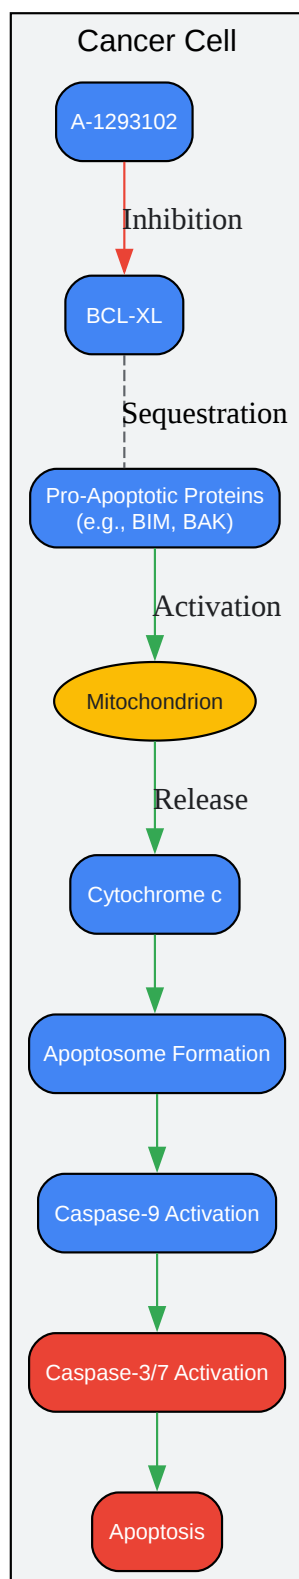 Cancer Cell
A-1293102
Inhibition
BCL-XL
Sequestration
Pro-Apoptotic Proteins
(e.g., BIM, BAK)
Activation
Mitochondrion
Release
Cytochrome c
Apoptosome Formation
Caspase-9 Activation
Caspase-3/7 Activation
Apoptosis